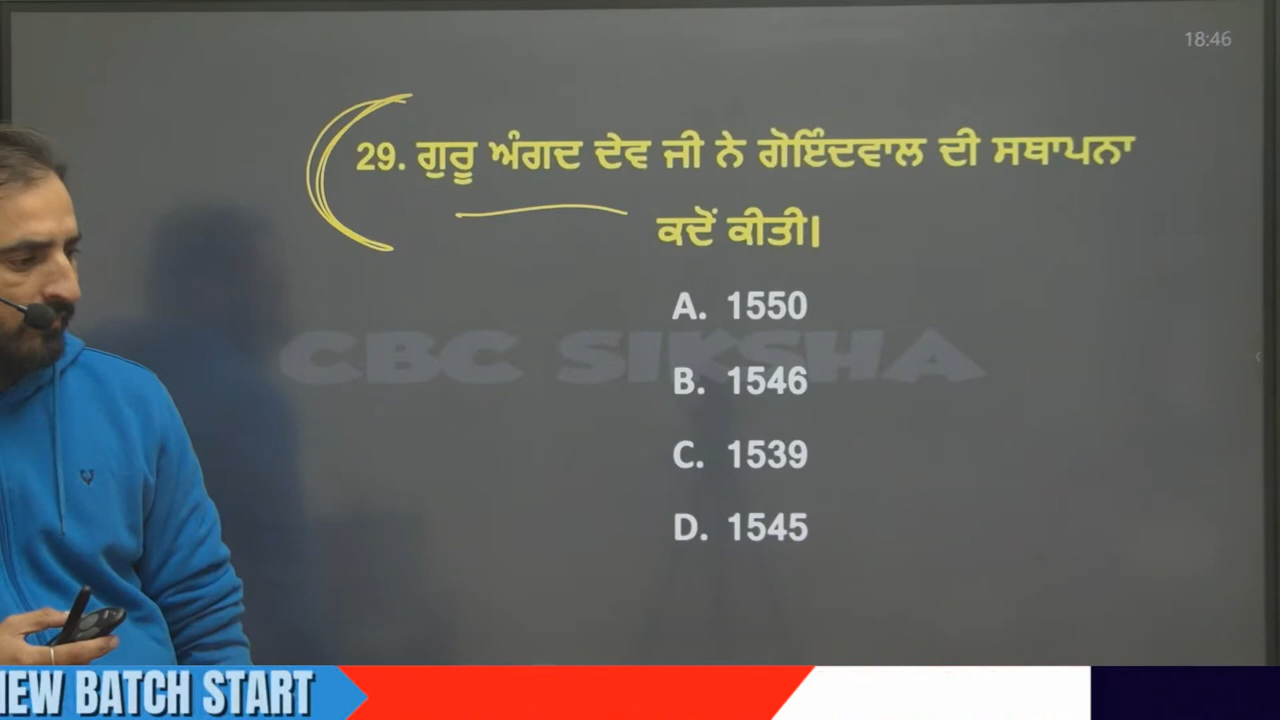 18:46
29. ਗੁਰੂ ਅੰਗਦ ਦੇਵ ਜੀ ਨੇ ਗੋਇੰਦਵਾਲ ਦੀ ਸਥਾਪਨਾ
ਕਦੋਂ ਕੀਤੀ।
A. 1550
CBC SIKSHA
B. 1546
C. 1539
D. 1545
NEW BATCH START